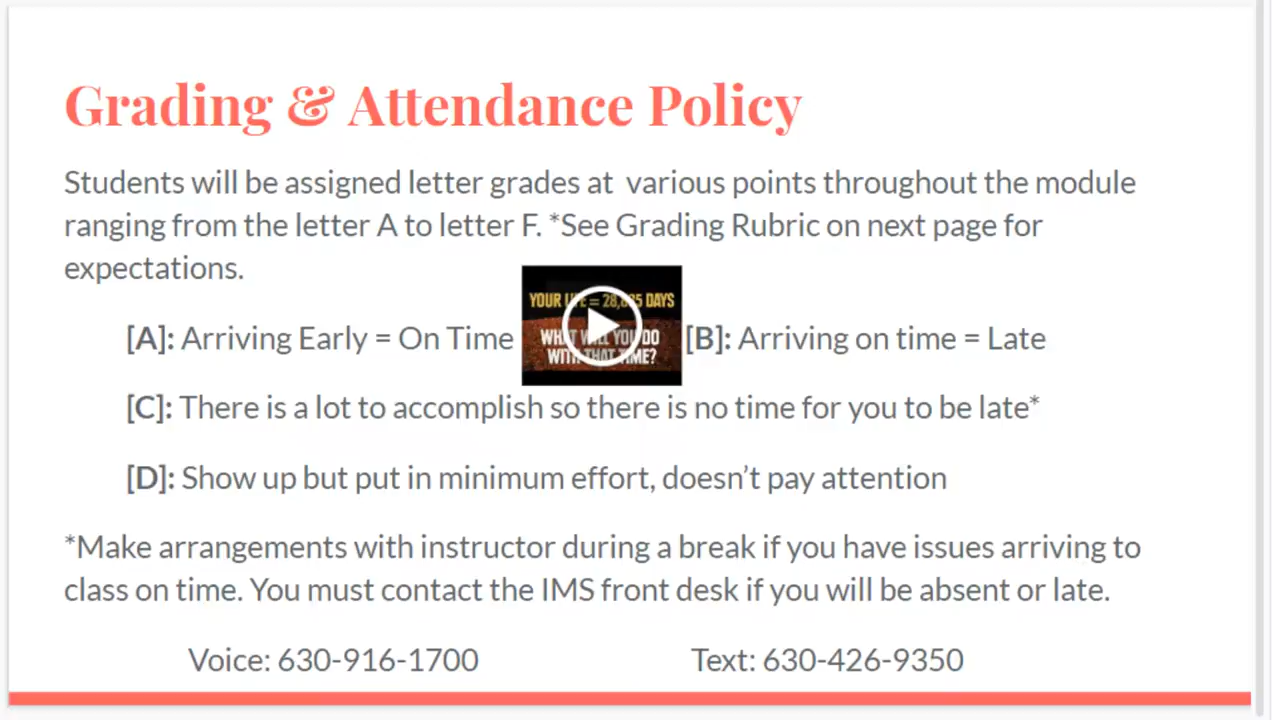 Grading & Attendance Policy
Students will be assigned letter grades at various points throughout the module
ranging from the letter A to letter F. *See Grading Rubric on next page for
expectations.
YOUR LIFE = 28,835 DAYS
WHAT WILL YOU DO
WITH THAT TIME?
[A]: Arriving Early = On Time [B]: Arriving on time = Late
[C]: There is a lot to accomplish so there is no time for you to be late*
[D]: Show up but put in minimum effort, doesn’t pay attention
*Make arrangements with instructor during a break if you have issues arriving to
class on time. You must contact the IMS front desk if you will be absent or late.
Voice: 630-916-1700 Text: 630-426-9350